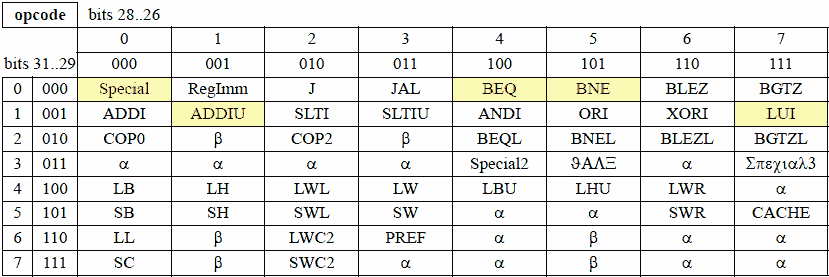 opcode bits 28..26
0 1 2 3 4 5 6 7
bits 31..29 000 001 010 011 100 101 110 111
0 000 Special RegImm J JAL BEQ BNE BLEZ BGTZ
1 001 ADDI ADDIU SLTI SLTIU ANDI ORI XORI LUI
2 010 COP0 β COP2 β BEQL BNEL BLEZL BGTZL
3 011 α α α α Special2 ϑΑΛΞ α Σπεχιαλ3
4 100 LB LH LWL LW LBU LHU LWR α
5 101 SB SH SWL SW α α SWR CACHE
6 110 LL β LWC2 PREF α β α α
7 111 SC β SWC2 α α β α α